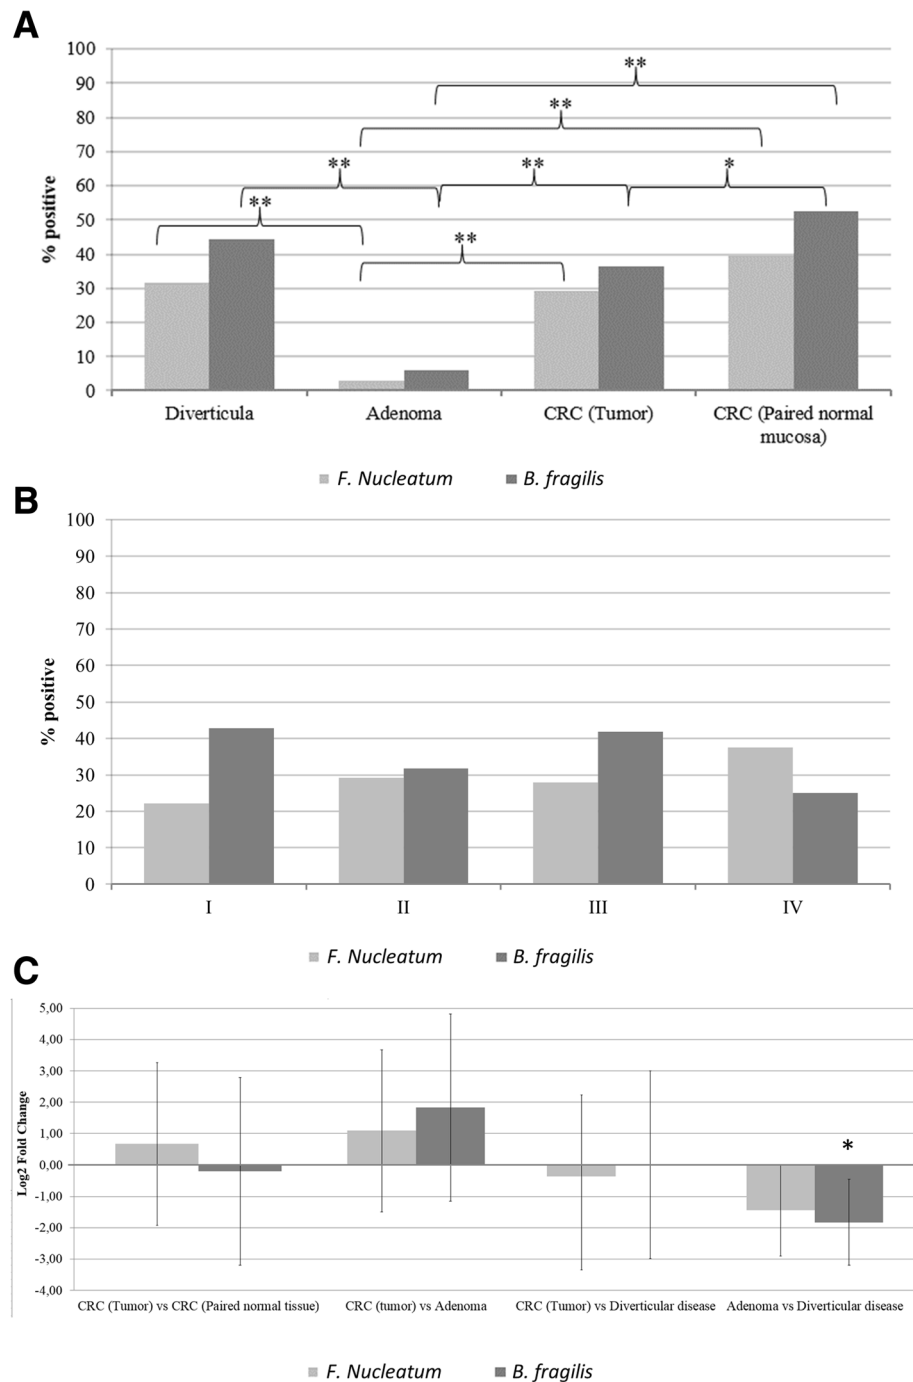 A
100
90
80
70
60
50
40
30
20
10
0
% positive
**
**
**
**
*
**
**
Diverticula
Adenoma
CRC (Tumor)
CRC (Paired normal
mucosa)
F. Nucleatum
B. fragilis
B
100
90
80
70
60
50
40
30
20
10
0
% positive
I
II
III
IV
F. Nucleatum
B. fragilis
C
5,00
4,00
3,00
2,00
1,00
0,00
-1,00
-2,00
-3,00
-4,00
Log2 Fold Change
*
CRC (Tumor) vs CRC (Paired normal tissue)
CRC (tumor) vs Adenoma
CRC (Tumor) vs Diverticular disease
Adenoma vs Diverticular disease
F. Nucleatum
B. fragilis